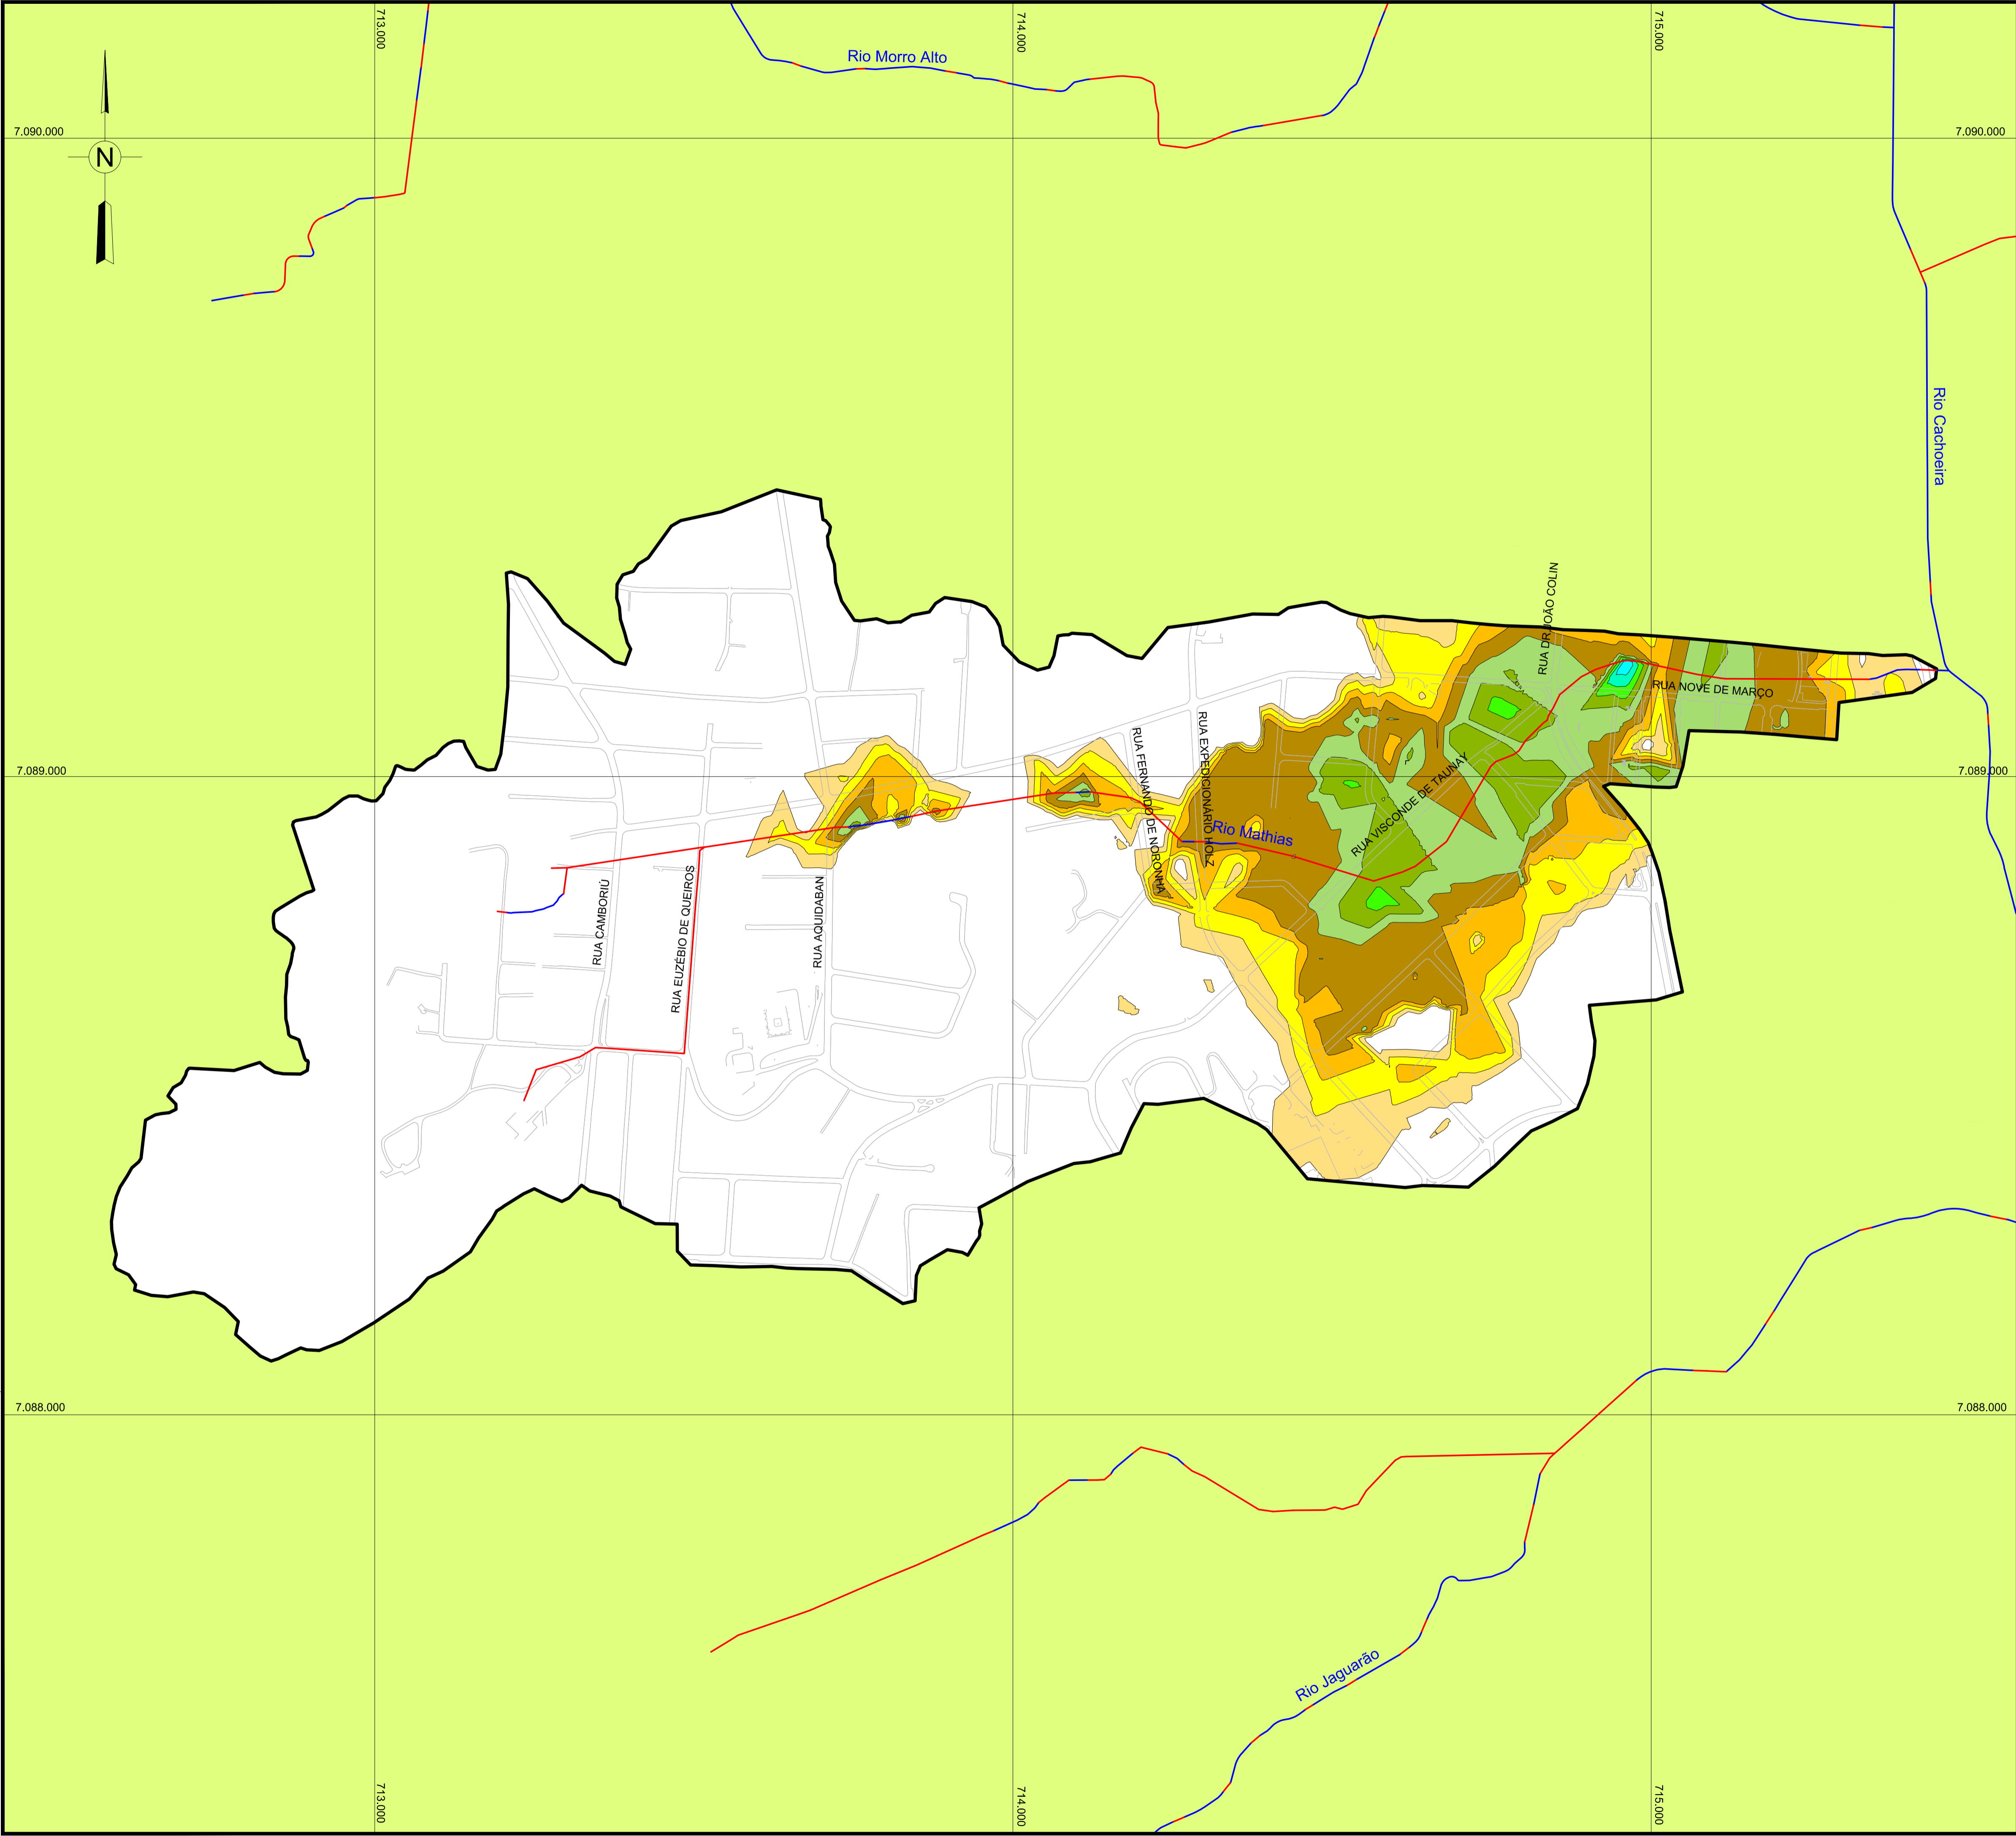 713.000
714.000
715.000
Rio Morro Alto
7.090.000
7.090.000
N
Rio Cachoeira
RUA DR.JOÃO COLIN
RUA NOVE DE MARÇO
7.089.000
7.089.000
RUA FERNANDO DE NORONHA
RUA EXPEDICIONÁRIO HOLZ
Rio Mathias
RUA VISCONDE DE TAUNAY
RUA CAMBORIÚ
RUA EUZÉBIO DE QUEIROS
RUA AQUIDABAN
7.088.000
7.088.000
Rio Jaguarão
713.000
714.000
715.000